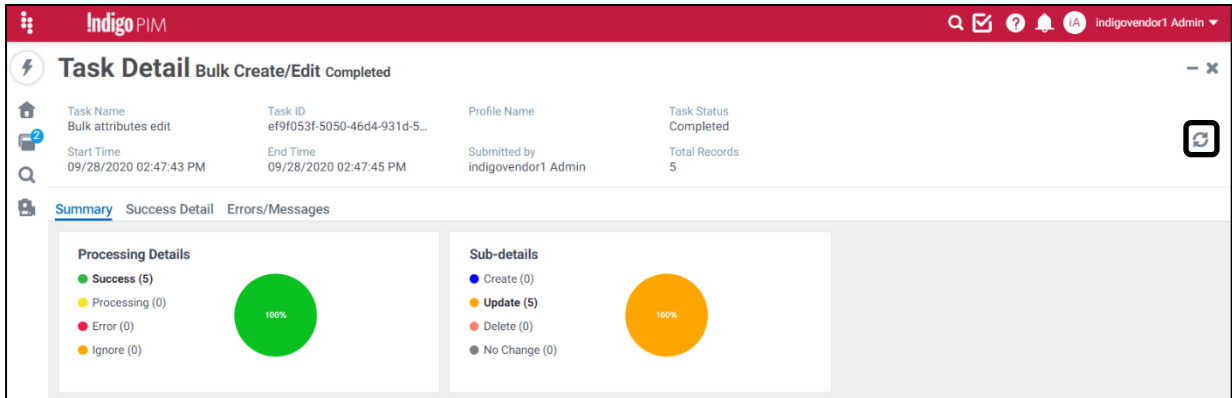 !ndigo PIM
? iA indigovendor1 Admin
Task Detail Bulk Create/Edit Completed
Task Name Task ID Profile Name Task Status
Bulk attributes edit ef9f053f-5050-46d4-931d-5... Completed
2
Start Time End Time Submitted by Total Records
09/28/2020 02:47:43 PM 09/28/2020 02:47:45 PM indigovendor1 Admin 5
Summary Success Detail Errors/Messages
Processing Details
Success (5)
Processing (0)
Error (0)
Ignore (0)
100%
Sub-details
Create (0)
Update (5)
Delete (0)
No Change (0)
100%